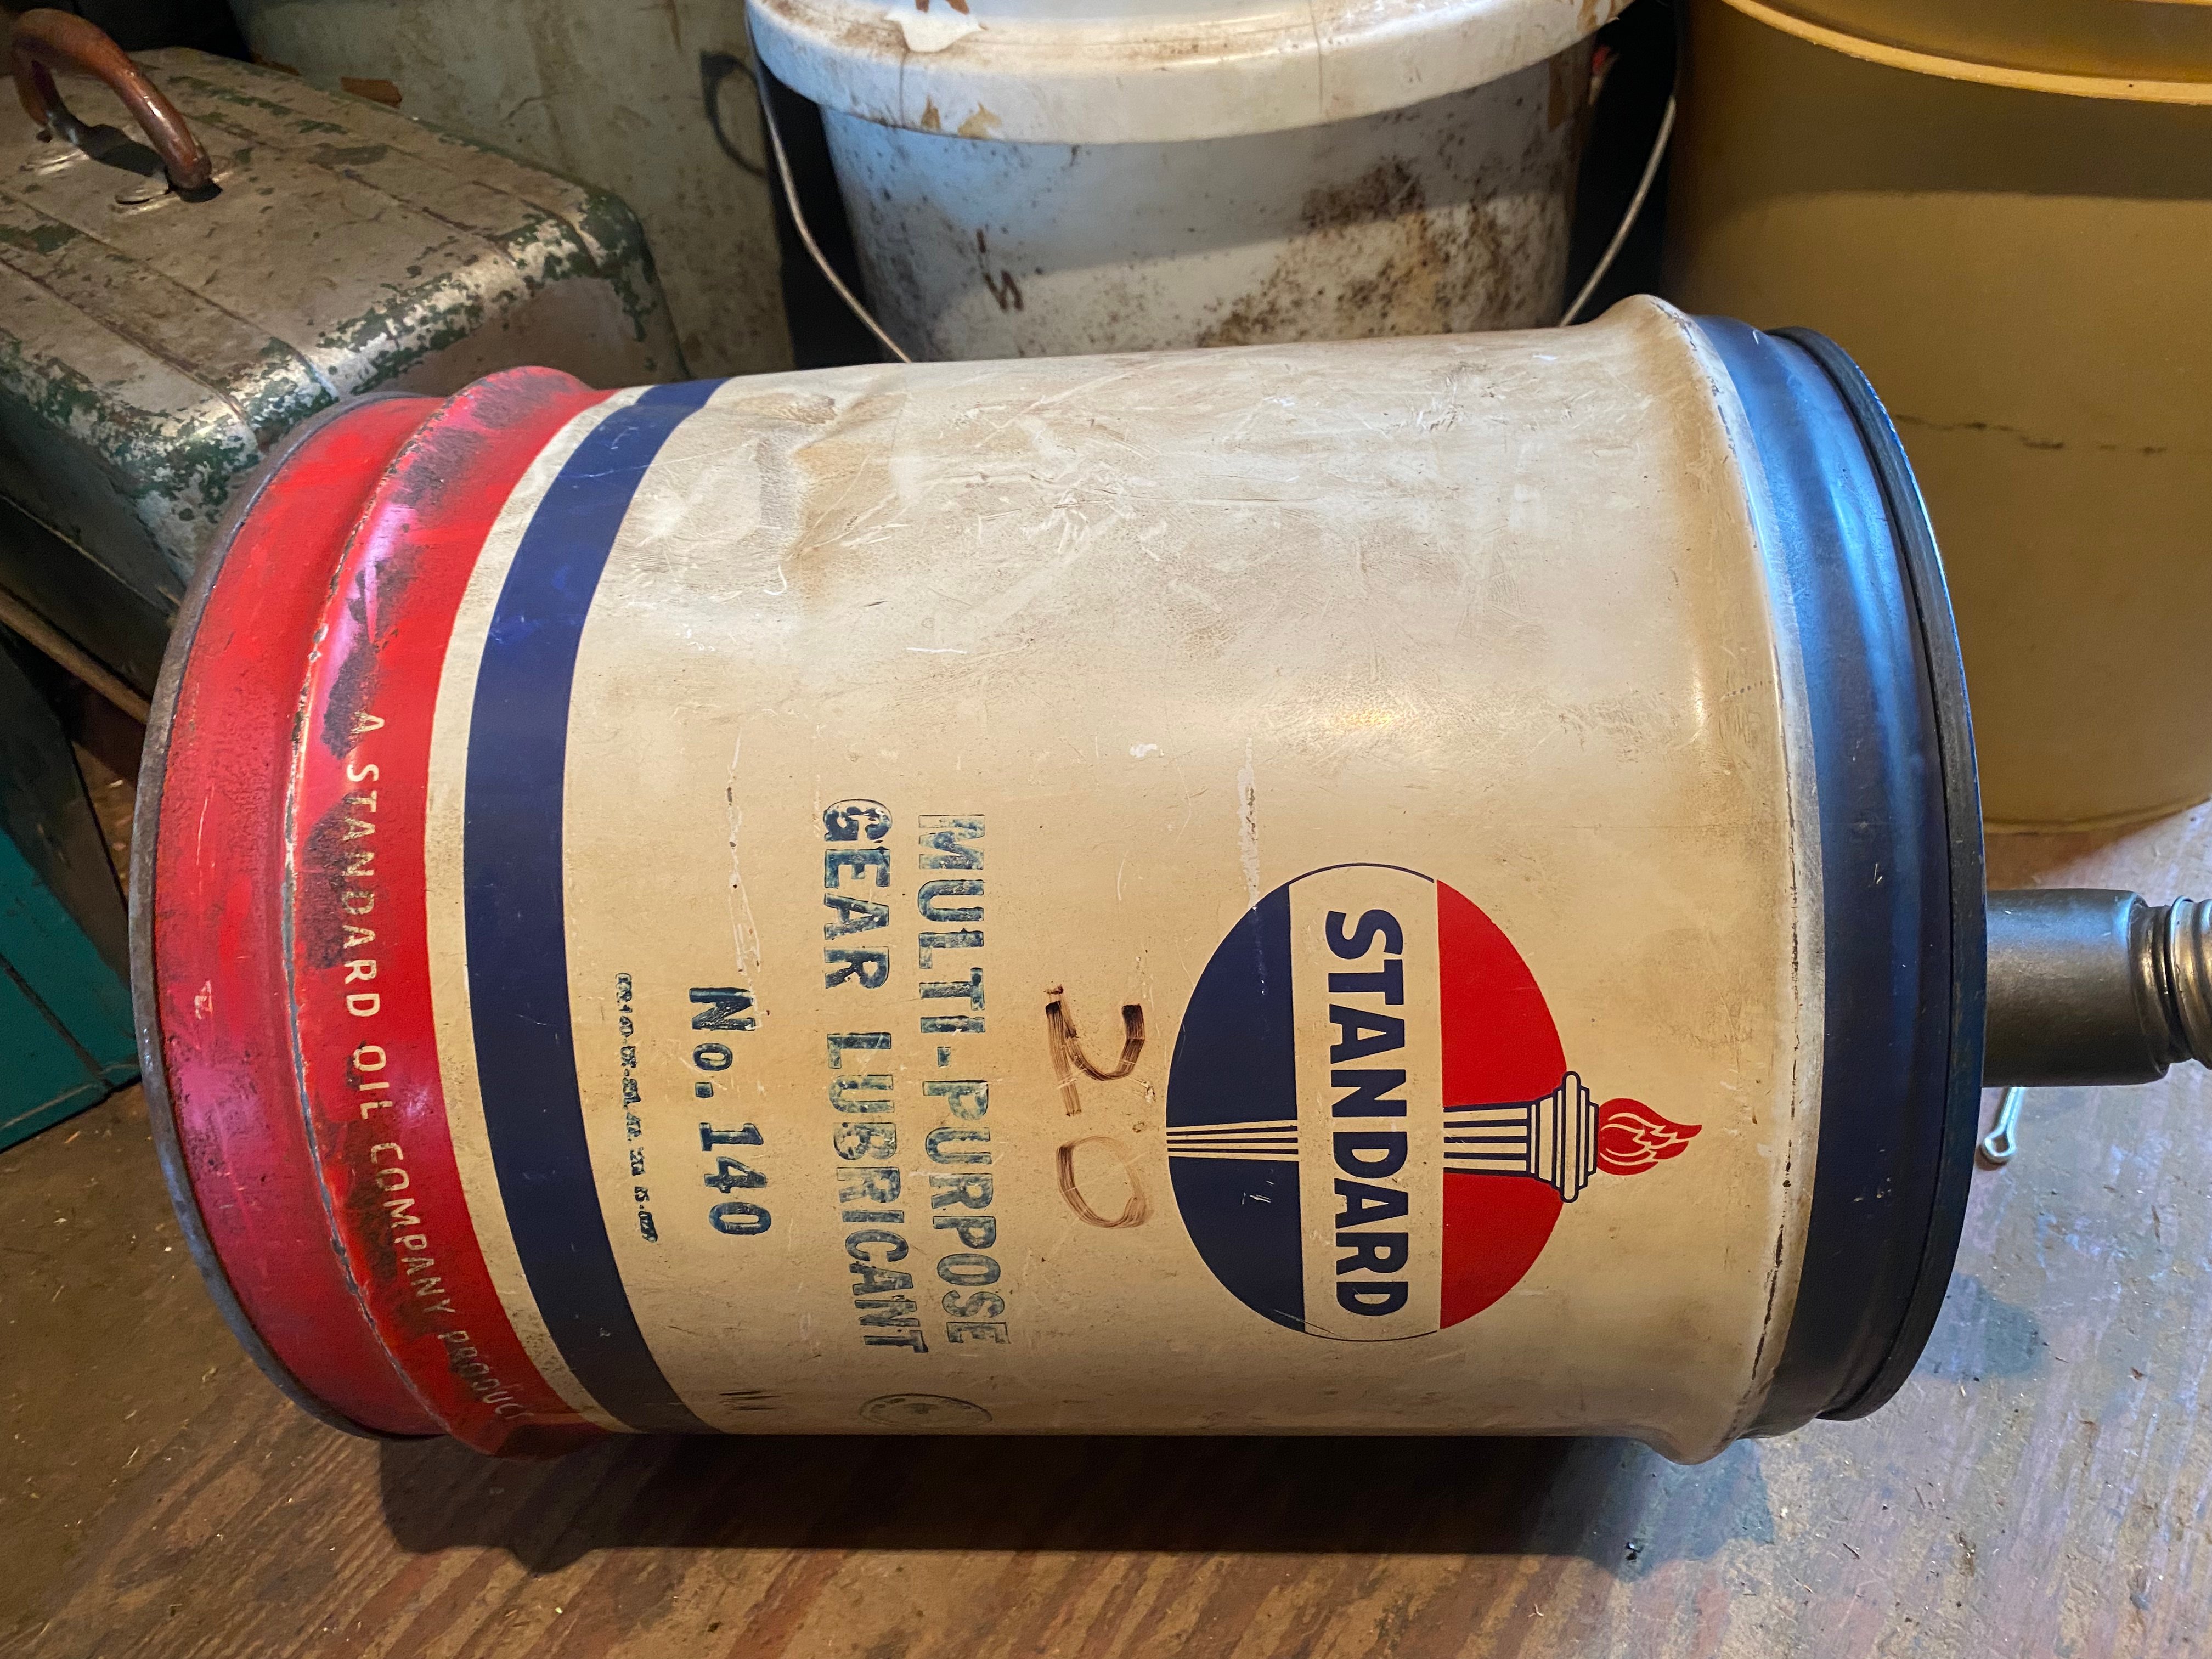 STANDARD
20
MULTI-PURPOSE
GEAR LUBRICANT
No. 140
A STANDARD OIL COMPANY PRODUCT